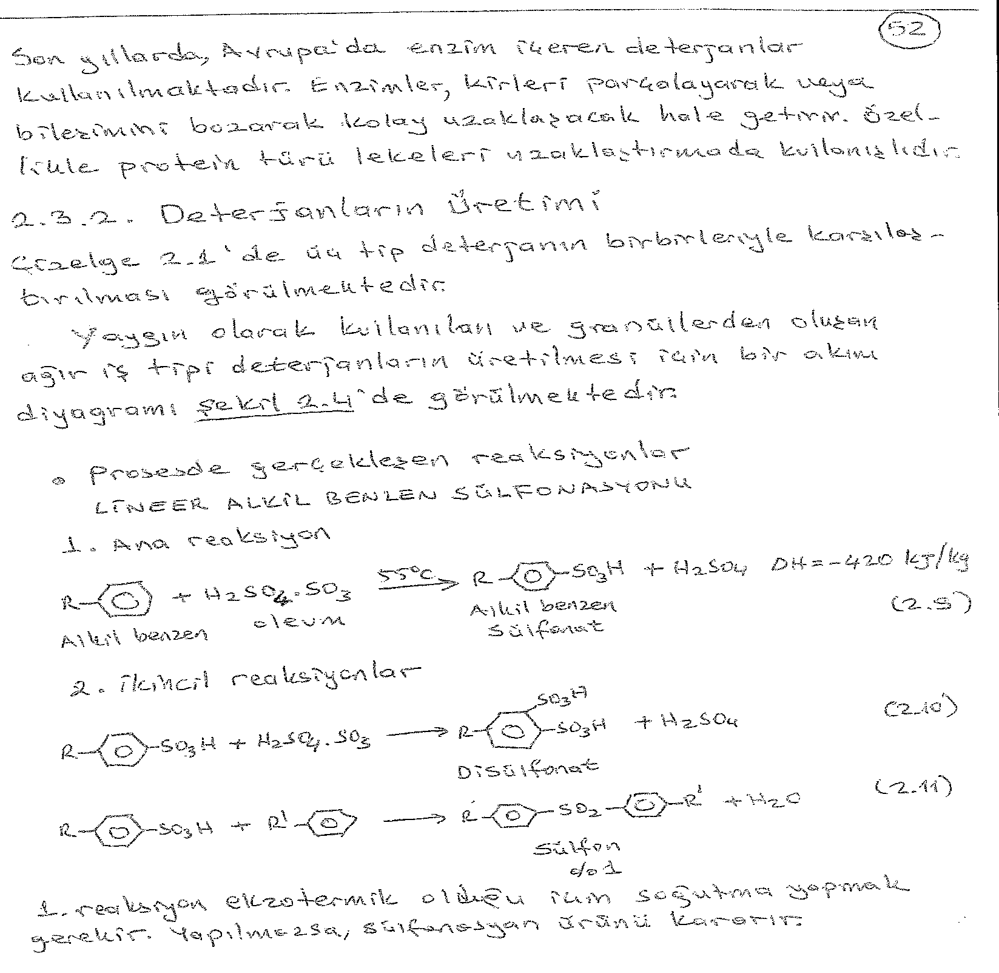 52
Son yıllarda, Avrupa'da enzim içeren deterjanlar
kullanılmaktadır. Enzimler, kirleri parçalayarak veya
bileşimini bozarak kolay uzaklaşacak hale getirir. Özel-
likle protein türü lekeleri uzaklaştırmada kullanışlıdır.
2.3.2. Deterjanların Üretimi
Çizelge 2.1'de üç tip deterjanın birbirleriyle karşılaş-
tırılması görülmektedir.
Yaygın olarak kullanılan ve granüllerden oluşan
ağır iş tipi deterjanların üretilmesi için bir akım
diyagramı Şekil 2.4'de görülmektedir.
• Prosesde gerçekleşen reaksiyonlar
LİNEER ALKİL BENZEN SÜLFONASYONU
1. Ana reaksiyon
R- + H2SO4.SO3 55°C → R- -SO3H + H2SO4 DH=-420 kJ/kg
Alkil benzen oleum Alkil benzen sülfonat (2.9)
2. İkincil reaksiyonlar
R- -SO3H + H2SO4.SO3 → R- -SO3H SO3H + H2SO4 (2.10)
Disülfonat
R- -SO3H + R'- → R- -SO2- -R' + H2O (2.11)
Sülfon
%1
1. reaksiyon ekzotermik olduğu için soğutma yapmak
gerekir. Yapılmazsa, sülfonasyon ürünü kararır.